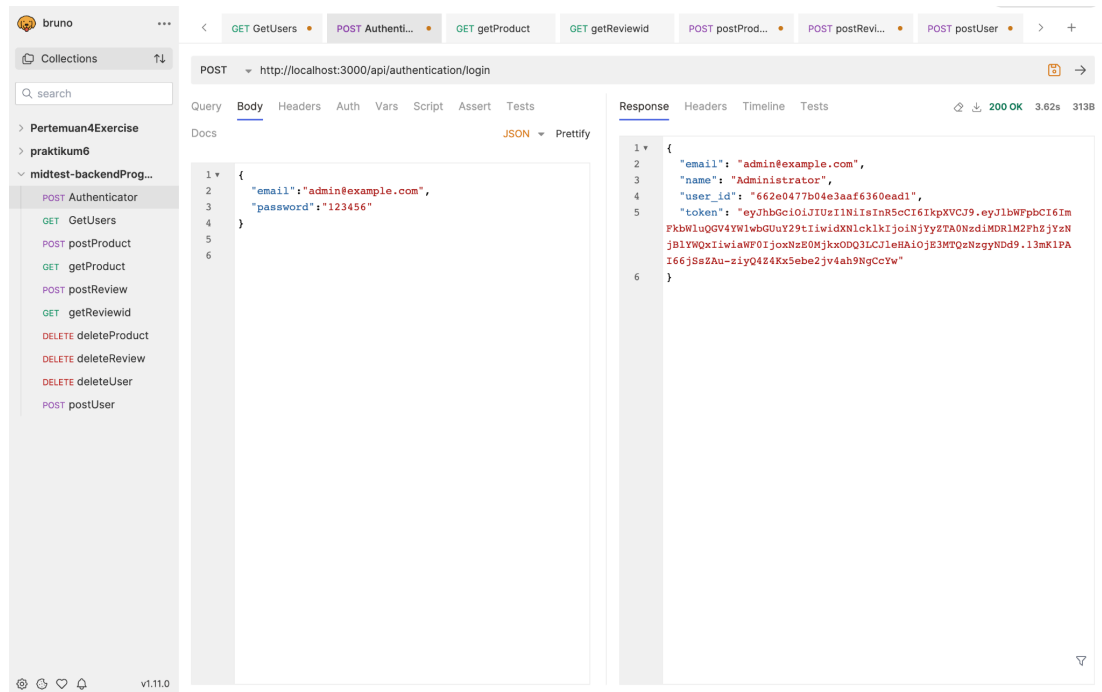 bruno
Collections
search
Pertemuan4Exercise
praktikum6
midtest-backendProg...
POST Authenticator
GET GetUsers
POST postProduct
GET getProduct
POST postReview
GET getReviewid
DELETE deleteProduct
DELETE deleteReview
DELETE deleteUser
POST postUser
v1.11.0
GET GetUsers
POST Authenti...
GET getProduct
GET getReviewid
POST postProd...
POST postRevi...
POST postUser
POST http://localhost:3000/api/authentication/login
Query Body Headers Auth Vars Script Assert Tests
Docs JSON Prettify
1 {
2 "email":"admin@example.com",
3 "password":"123456"
4 }
5
6
Response Headers Timeline Tests 200 OK 3.62s 313B
1 {
2 "email": "admin@example.com",
3 "name": "Administrator",
4 "user_id": "662e0477b04e3aaf6360ead1",
5 "token": "eyJhbGciOiJIUzI1NiIsInR5cCI6IkpXVCJ9.eyJlbWFpbCI6Im
FkbWluQGV4YW1wbGUuY29tIiwidXNlcklkIjoiNjYyZTA0NzdiMDRlM2FhZjYzN
jBlYWQxIiwiaWF0IjoxNzE0MjkxODQ3LCJleHAiOjE3MTQzNzgyNDd9.l3mK1PA
I66jSsZAu-ziyQ4Z4Kx5ebe2jv4ah9NgCcYw"
6 }